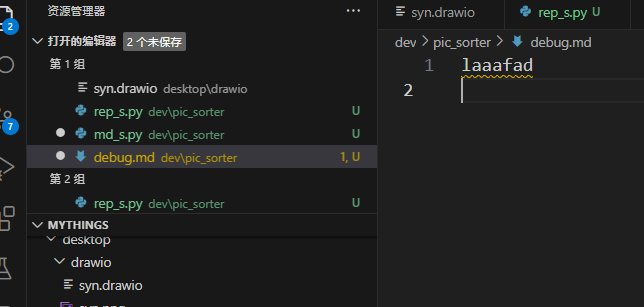 资源管理器
打开的编辑器 2 个未保存
第 1 组
syn.drawio desktop\drawio
rep_s.py dev\pic_sorter U
md_s.py dev\pic_sorter U
debug.md dev\pic_sorter 1, U
第 2 组
rep_s.py dev\pic_sorter U
MYTHINGS
desktop
drawio
syn.drawio
2
7
syn.drawio
rep_s.py U
dev > pic_sorter > debug.md
1 laaafad
2